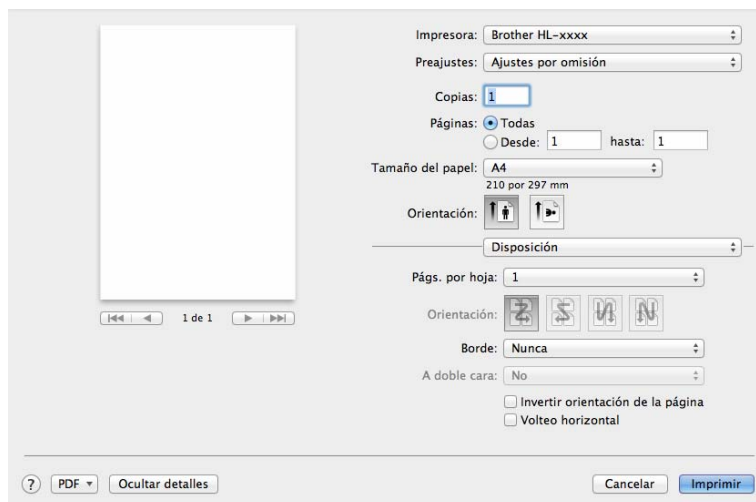 Impresora: Brother HL-xxxx
Preajustes: Ajustes por omisión
Copias: 1
Páginas: Todas
Desde: 1 hasta: 1
Tamaño del papel: A4
210 por 297 mm
Orientación:
Disposición
Págs. por hoja: 1
1 de 1
Orientación:
Borde: Nunca
A doble cara: No
Invertir orientación de la página
Volteo horizontal
? PDF Ocultar detalles Cancelar Imprimir